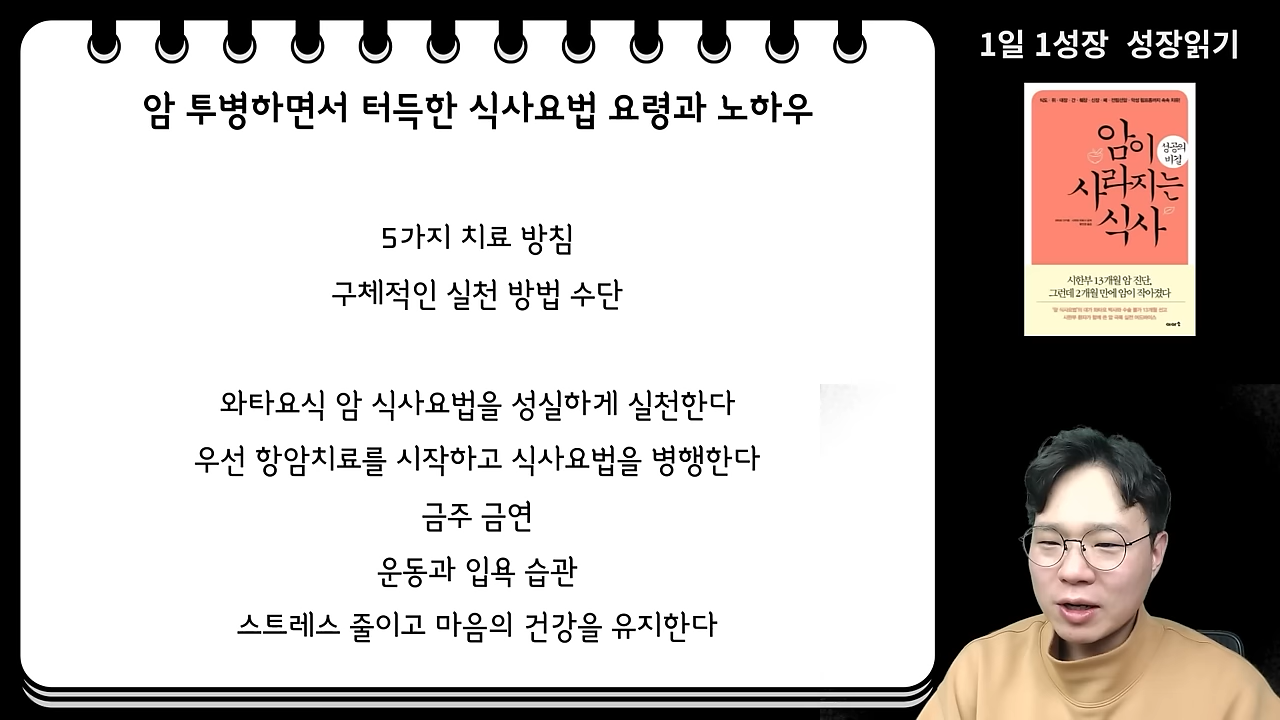 암 투병하면서 터득한 식사요법 요령과 노하우
5가지 치료 방침
구체적인 실천 방법 수단
와타요식 암 식사요법을 성실하게 실천한다
우선 항암치료를 시작하고 식사요법을 병행한다
금주 금연
운동과 입욕 습관
스트레스 줄이고 마음의 건강을 유지한다
1일 1성장 성장읽기
암이
사라지는
식사
성공의
비결
시한부 13개월 암 진단,
그런데 2개월 만에 암이 작아졌다